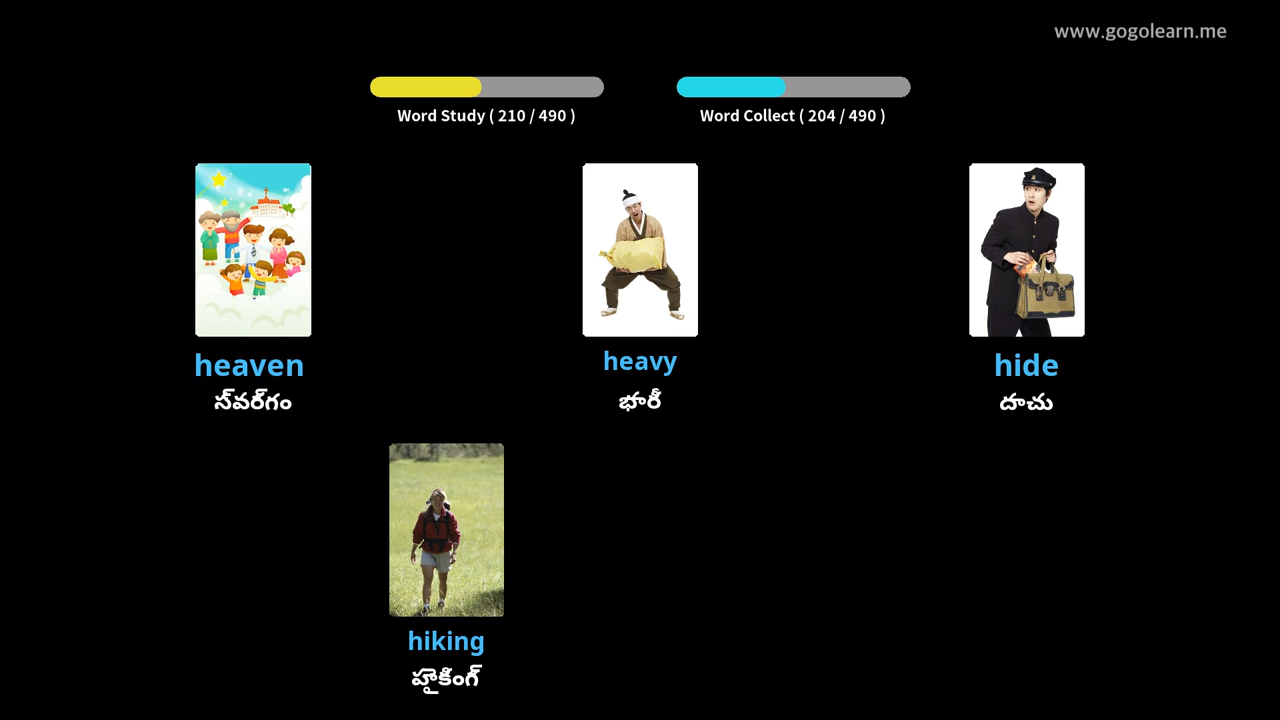 www.gogolearn.me
Word Study ( 210 / 490 )
Word Collect ( 204 / 490 )
heaven
heavy
hide
స్‌వర్‌గం
భారీ
దాచు
hiking
హైకింగ్